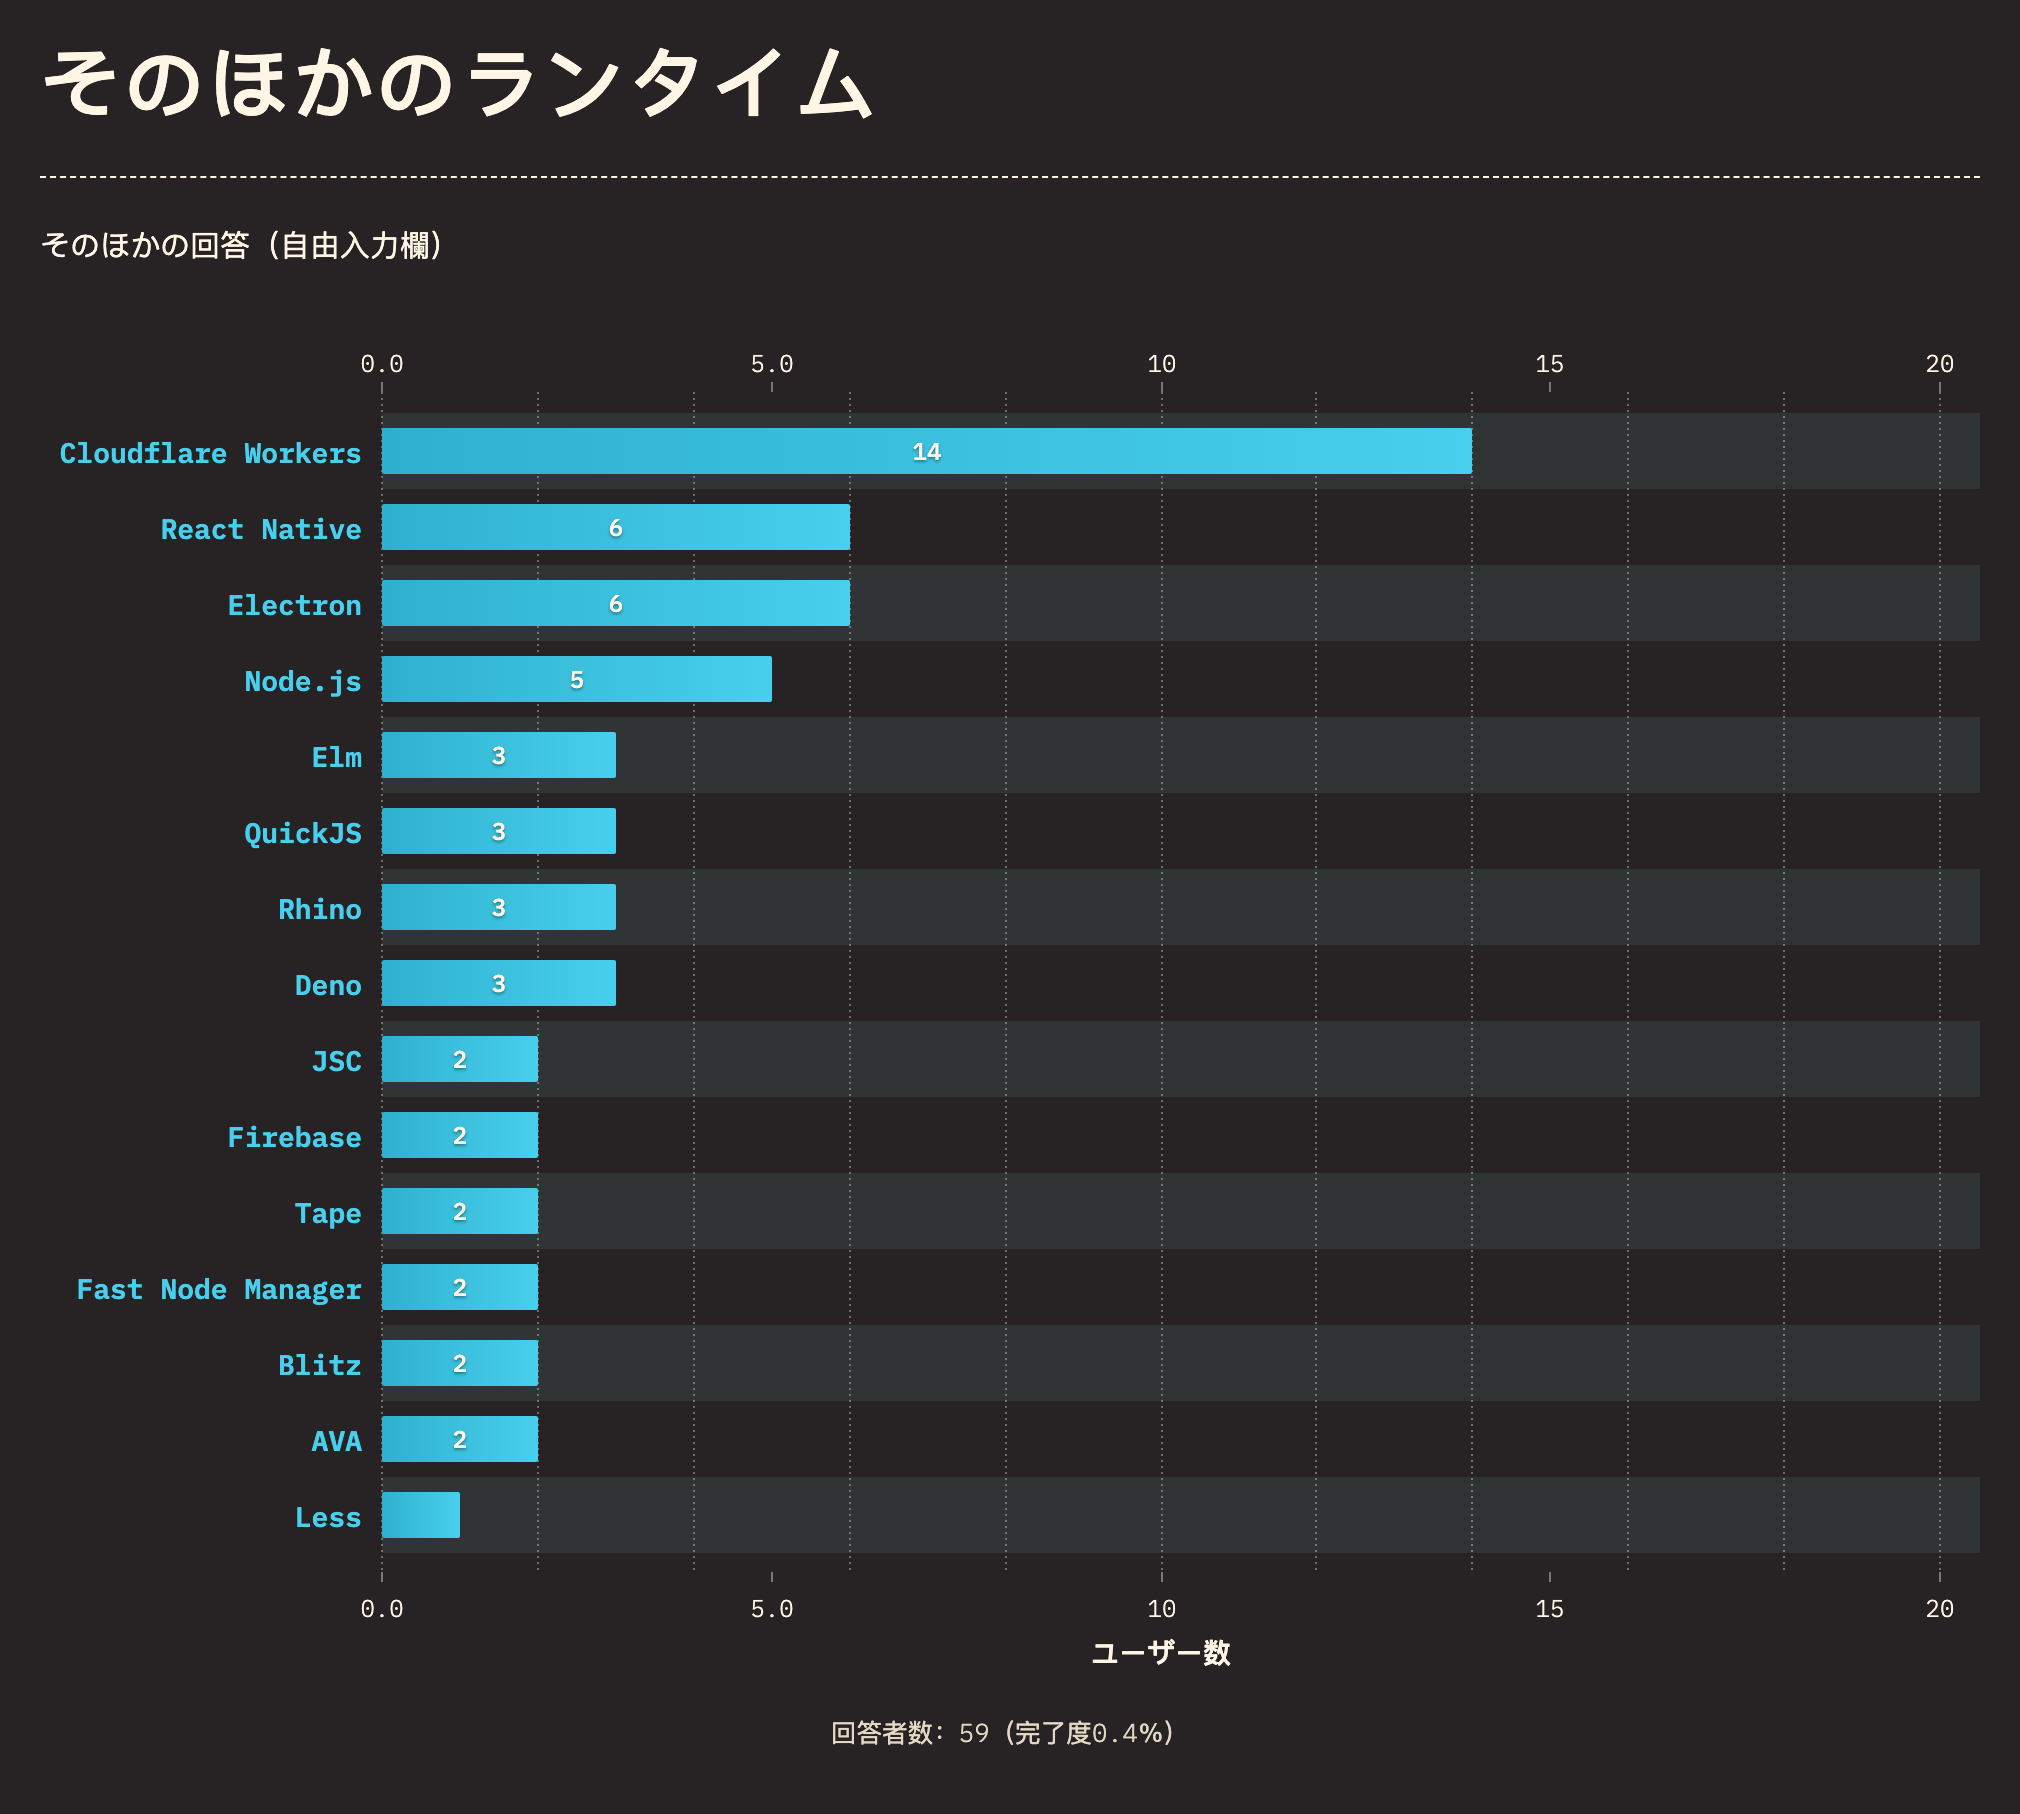 そのほかのランタイム
そのほかの回答（自由入力欄）
0.0 5.0 10 15 20
Cloudflare Workers 14
React Native 6
Electron 6
Node.js 5
Elm 3
QuickJS 3
Rhino 3
Deno 3
JSC 2
Firebase 2
Tape 2
Fast Node Manager 2
Blitz 2
AVA 2
Less
0.0 5.0 10 15 20
ユーザー数
回答者数：59（完了度0.4%）